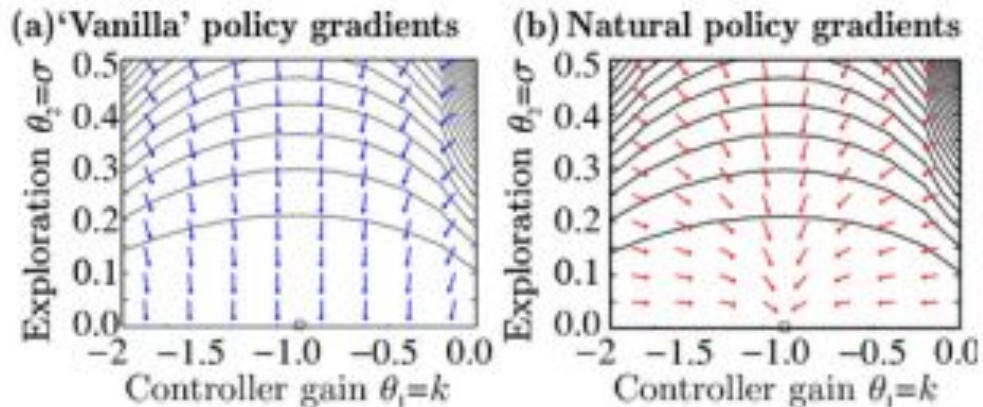 (a)'Vanilla' policy gradients
(b) Natural policy gradients
Exploration θ₂=σ
0.5
0.4
0.3
0.2
0.1
0.0
−2 −1.5 −1.0 −0.5 0.0
Controller gain θ₁=k
Exploration θ₂=σ
0.5
0.4
0.3
0.2
0.1
0.0
−2 −1.5 −1.0 −0.5 0.0
Controller gain θ₁=k